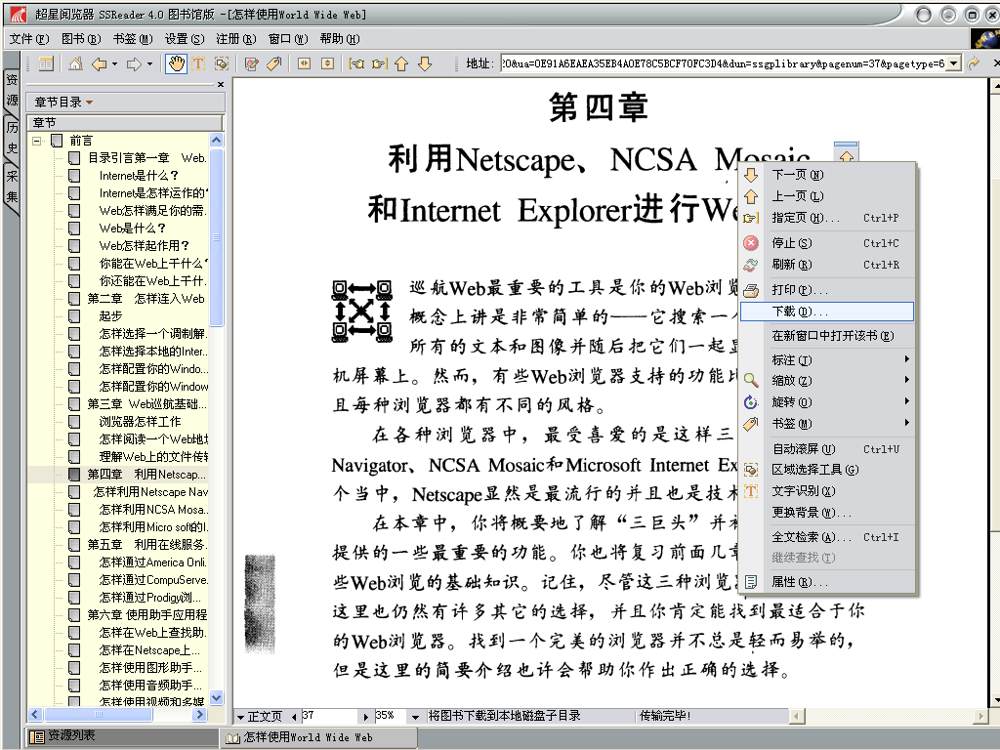 超星阅览器 SSReader 4.0 图书馆版 -[怎样使用World Wide Web]
文件(F) 图书(B) 书签(M) 设置(S) 注册(R) 窗口(W) 帮助(H)
地址: 20&ua=0E91A6EAEA35EB4A0E78C5BCF70FC3D4&dun=ssgplibrary&pagenum=37&pagetype=6
资源
历史
采集
章节目录
章节
前言
目录引言第一章 Web.
Internet是什么?
Internet是怎样运作的?
Web怎样满足你的需.
Web是什么?
Web怎样起作用?
你能在Web上干什么?
你还能在Web上干什.
第二章 怎样连入Web
起步
怎样选择一个调制解.
怎样选择本地的Inter..
怎样配置你的Windo...
怎样配置你的Window
第三章 Web巡航基础...
浏览器怎样工作
怎样阅读一个Web地址
理解Web上的文件传输
第四章 利用Netscap...
怎样利用Netscape Nav
怎样利用NCSA Mosa..
怎样利用Micro soft的I.
第五章 利用在线服务.
怎样通过America Onli.
怎样通过CompuServe.
怎样通过Prodigy浏...
第六章 使用助手应用程
怎样在Web上查找助.
怎样在Netscape上...
怎样使用图形助手...
怎样使用音频助手...
怎样使用视频和多媒
第四章
利用Netscape、NCSA Mosaic
和Internet Explorer进行We
巡航Web最重要的工具是你的Web浏览
概念上讲是非常简单的——它搜索一个
所有的文本和图像并随后把它们一起显
机屏幕上。然而，有些Web浏览器支持的功能比
且每种浏览器都有不同的风格。
在各种浏览器中，最受喜爱的是这样三
Navigator、NCSA Mosaic和Microsoft Internet Ex
个当中，Netscape显然是最流行的并且也是技术
在本章中，你将概要地了解“三巨头”并
提供的一些最重要的功能。你也将复习前面几章
些Web浏览的基础知识。记住，尽管这三种浏览器
这里也仍然有许多其它的选择，并且你肯定能找到最适合于你
的Web浏览器。找到一个完美的浏览器并不总是轻而易举的，
但是这里的简要介绍也许会帮助你作出正确的选择。
下一页(N)
上一页(L)
指定页(H)... Ctrl+P
停止(S) Ctrl+C
刷新(R) Ctrl+R
打印(P)...
下载(D)...
在新窗口中打开该书(E)
标注(T)
缩放(Z)
旋转(O)
书签(M)
自动滚屏(U) Ctrl+U
区域选择工具(G)
文字识别(X)
更换背景(W)...
全文检索(A)... Ctrl+I
继续查找(T)
属性(R)...
正文页 37 35% 将图书下载到本地磁盘子目录 传输完毕!
资源列表 怎样使用World Wide Web